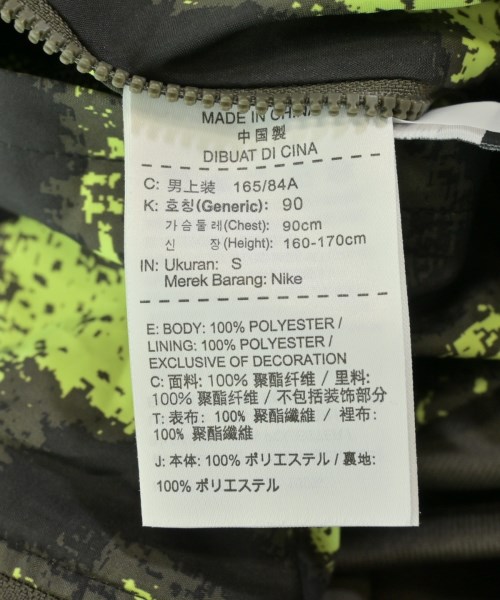 MADE IN CHINA
中国製
DIBUAT DI CINA
C: 男上装 165/84A
K: 호칭(Generic): 90
가슴둘레(Chest): 90cm
신 장(Height): 160-170cm
IN: Ukuran: S
Merek Barang: Nike
E: BODY: 100% POLYESTER /
LINING: 100% POLYESTER /
EXCLUSIVE OF DECORATION
C: 面料: 100% 聚酯纤维 / 里料:
100% 聚酯纤维 / 不包括装饰部分
T: 表布: 100% 聚酯纖維 / 裡布:
100% 聚酯纖維
J: 本体: 100% ポリエステル / 裏地:
100% ポリエステル